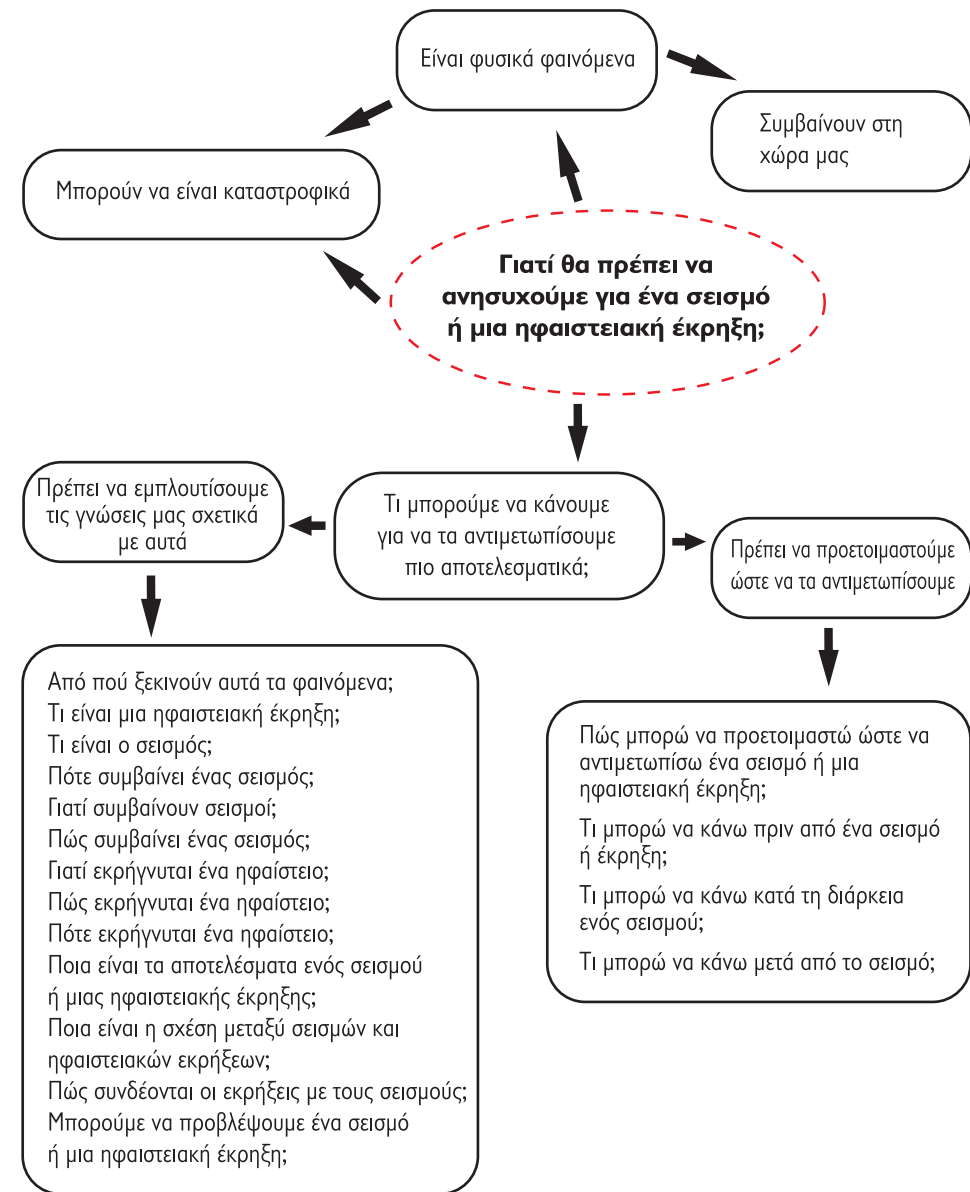 Είναι φυσικά φαινόμενα
Συμβαίνουν στη
χώρα μας
Μπορούν να είναι καταστροφικά
Γιατί θα πρέπει να
ανησυχούμε για ένα σεισμό
ή μια ηφαιστειακή έκρηξη;
Πρέπει να εμπλουτίσουμε
τις γνώσεις μας σχετικά
με αυτά
Τι μπορούμε να κάνουμε
για να τα αντιμετωπίσουμε
πιο αποτελεσματικά;
Πρέπει να προετοιμαστούμε
ώστε να τα αντιμετωπίσουμε
Από πού ξεκινούν αυτά τα φαινόμενα;
Τι είναι μια ηφαιστειακή έκρηξη;
Τι είναι ο σεισμός;
Πότε συμβαίνει ένας σεισμός;
Γιατί συμβαίνουν σεισμοί;
Πώς συμβαίνει ένας σεισμός;
Γιατί εκρήγνυται ένα ηφαίστειο;
Πώς εκρήγνυται ένα ηφαίστειο;
Πότε εκρήγνυται ένα ηφαίστειο;
Ποια είναι τα αποτελέσματα ενός σεισμού
ή μιας ηφαιστειακής έκρηξης;
Ποια είναι η σχέση μεταξύ σεισμών και
ηφαιστειακών εκρήξεων;
Πώς συνδέονται οι εκρήξεις με τους σεισμούς;
Μπορούμε να προβλέψουμε ένα σεισμό
ή μια ηφαιστειακή έκρηξη;
Πώς μπορώ να προετοιμαστώ ώστε να
αντιμετωπίσω ένα σεισμό ή μια
ηφαιστειακή έκρηξη;
Τι μπορώ να κάνω πριν από ένα σεισμό
ή έκρηξη;
Τι μπορώ να κάνω κατά τη διάρκεια
ενός σεισμού;
Τι μπορώ να κάνω μετά από το σεισμό;